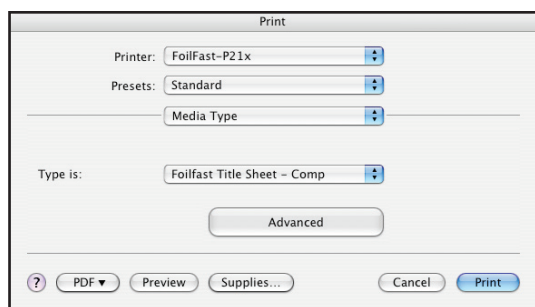 Print
Printer: FoilFast-P21x
Presets: Standard
Media Type
Type is: Foilfast Title Sheet – Comp
Advanced
? PDF ▼ Preview Supplies... Cancel Print